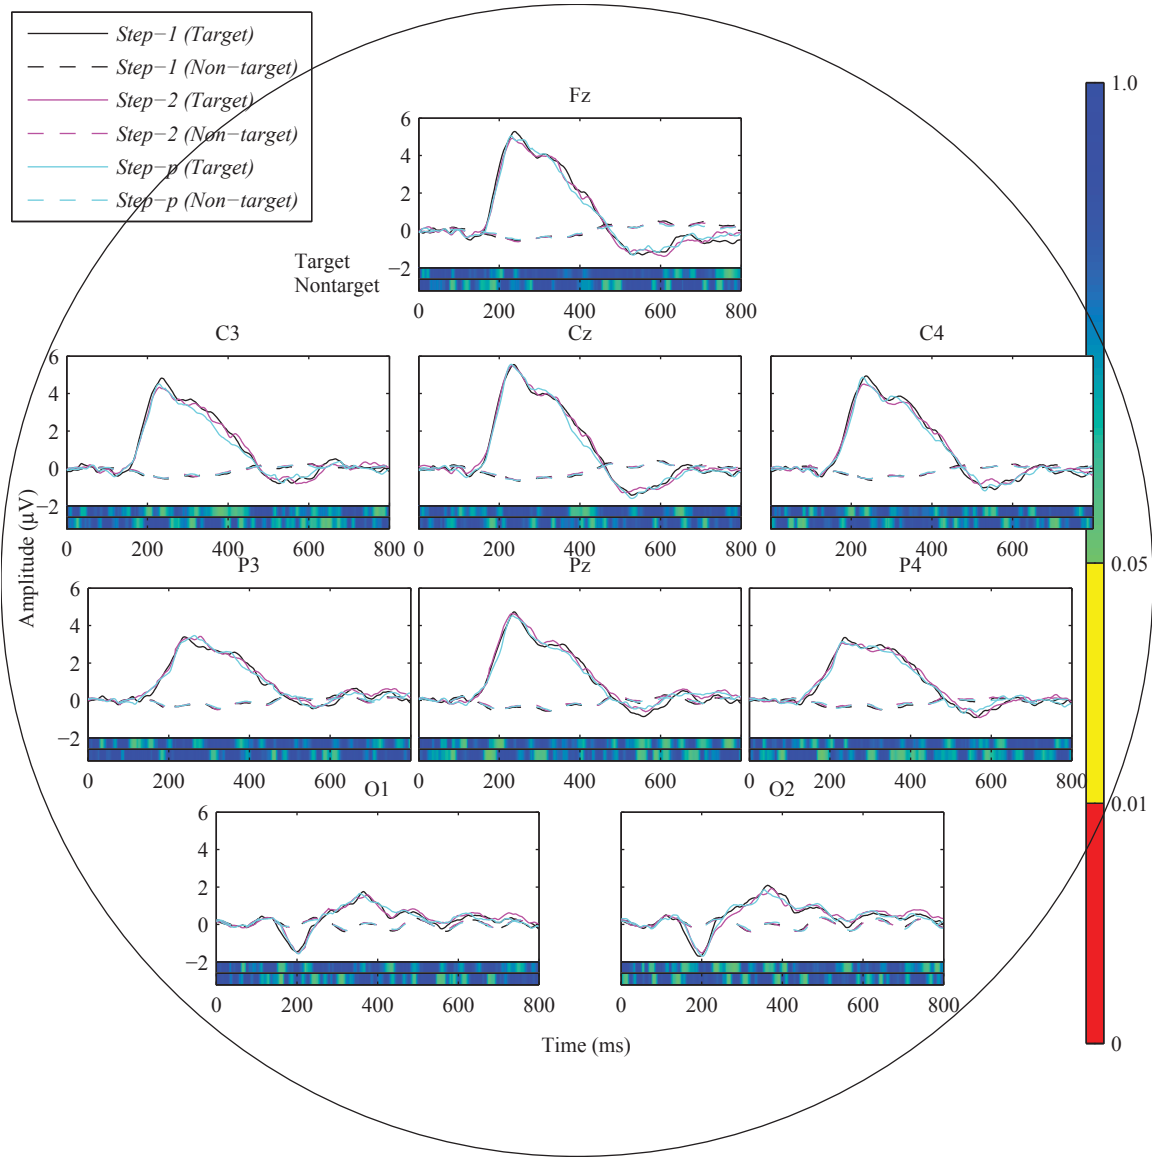 Step−1 (Target)
Step−1 (Non−target)
Step−2 (Target)
Step−2 (Non−target)
Step−p (Target)
Step−p (Non−target)
1.0
0.05
0.01
0
Fz
6
4
2
0
−2
Target
Nontarget
0 200 400 600 800
C3
6
4
2
0
−2
0 200 400 600 800
Cz
0 200 400 600 800
C4
0 200 400 600
Amplitude (µV)
P3
6
4
2
0
−2
0 200 400 600
Pz
0 200 400 600
P4
0 200 400 600 800
O1
6
4
2
0
−2
0 200 400 600 800
O2
0 200 400 600 800
Time (ms)